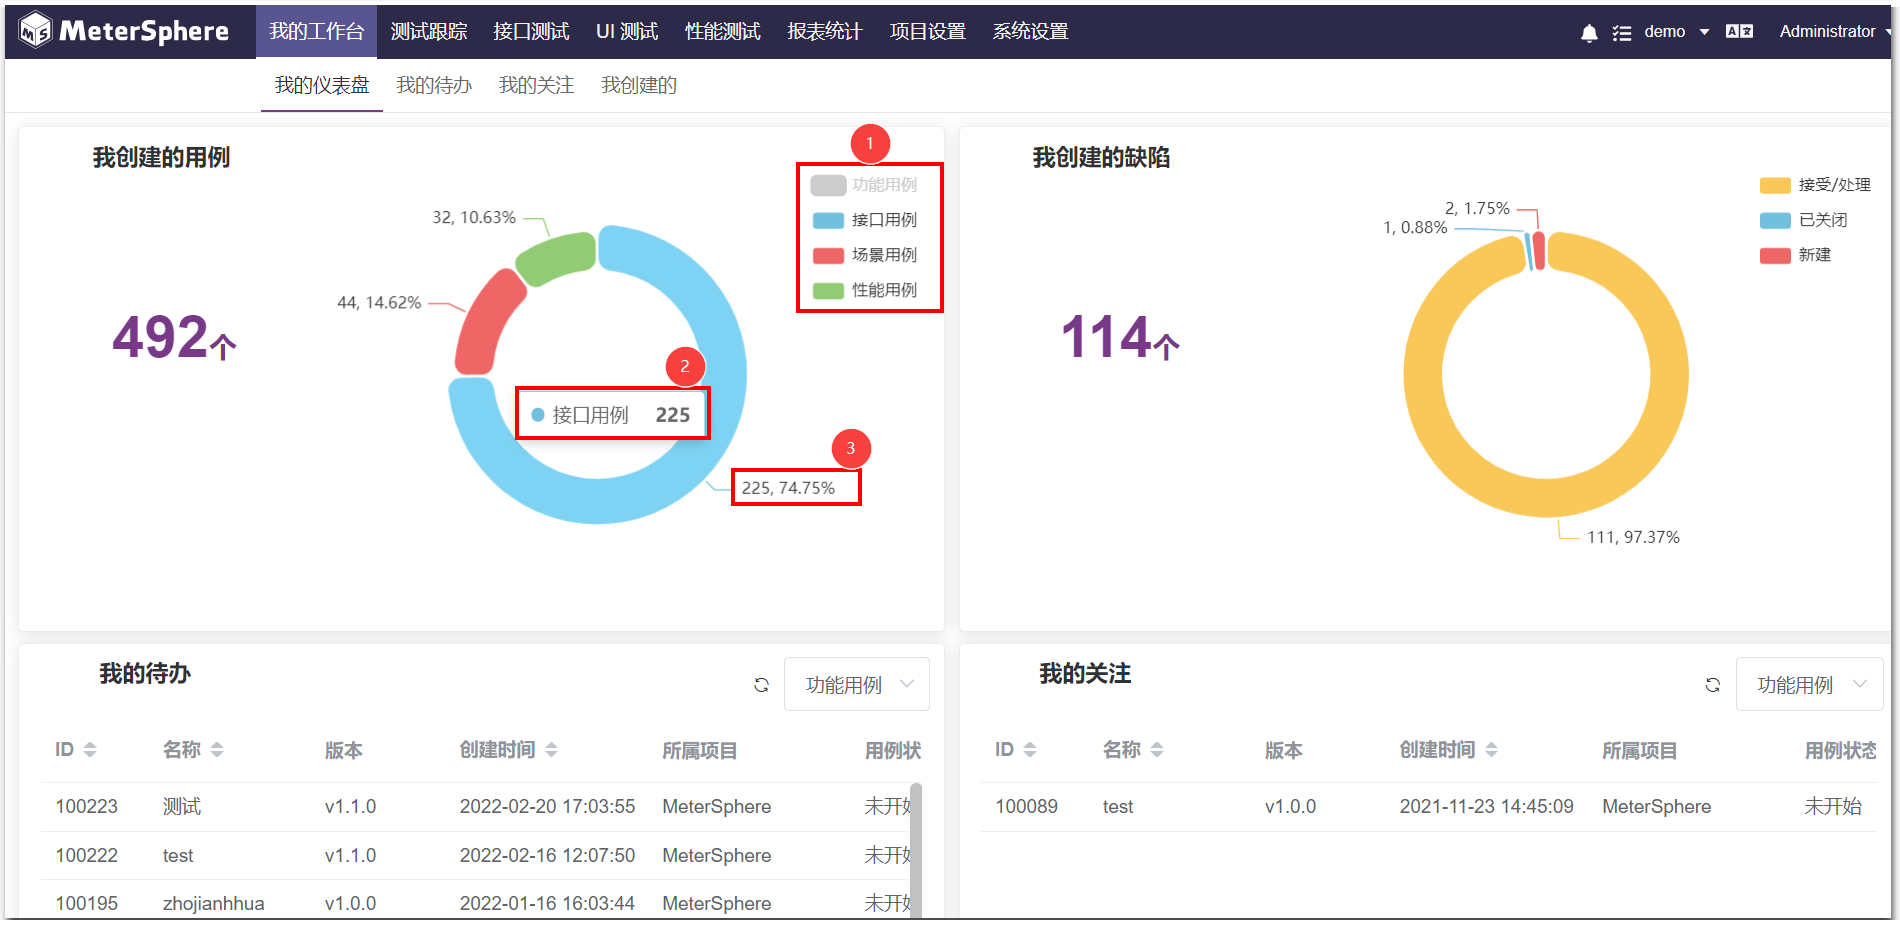 MeterSphere 我的工作台 测试跟踪 接口测试 UI 测试 性能测试 报表统计 项目设置 系统设置 demo Administrator
我的仪表盘 我的待办 我的关注 我创建的
我创建的用例
1
功能用例
接口用例
场景用例
性能用例
32, 10.63%
44, 14.62%
492个
2
接口用例 225
3
225, 74.75%
我创建的缺陷
接受/处理
已关闭
新建
2, 1.75%
1, 0.88%
114个
111, 97.37%
我的待办
功能用例
ID 名称 版本 创建时间 所属项目 用例状
100223 测试 v1.1.0 2022-02-20 17:03:55 MeterSphere 未开始
100222 test v1.1.0 2022-02-16 12:07:50 MeterSphere 未开始
100195 zhojianhhua v1.0.0 2022-01-16 16:03:44 MeterSphere 未开始
我的关注
功能用例
ID 名称 版本 创建时间 所属项目 用例状态
100089 test v1.0.0 2021-11-23 14:45:09 MeterSphere 未开始